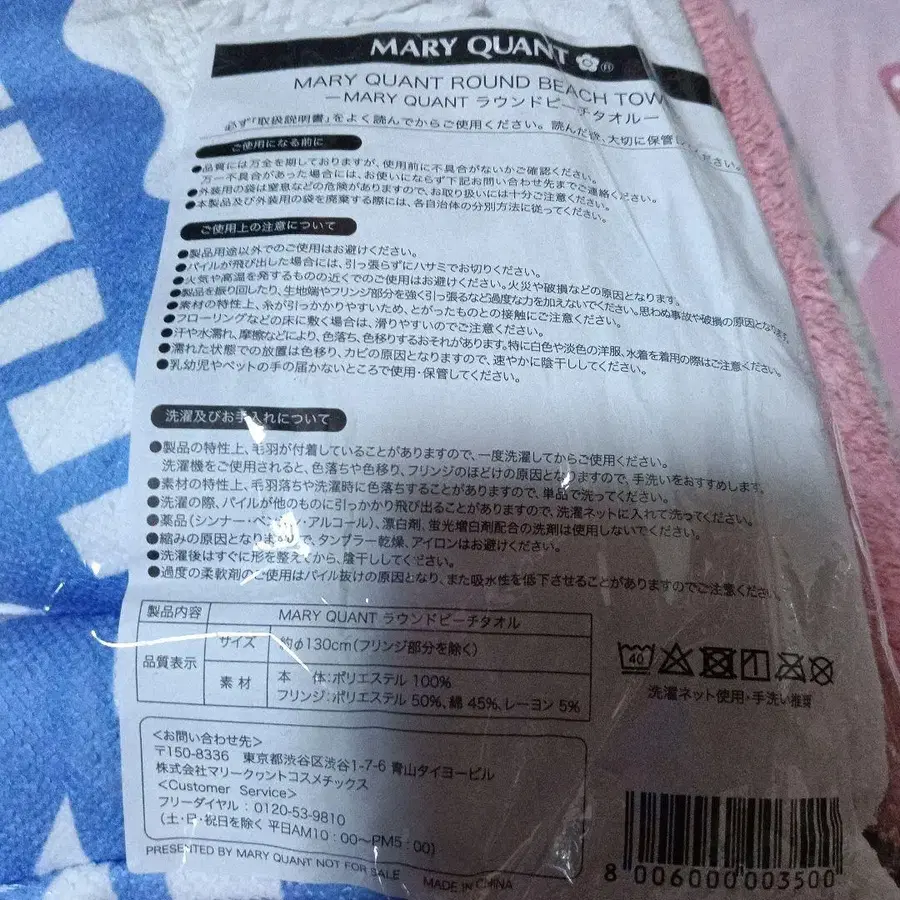 MARY QUANT ®
MARY QUANT ROUND BEACH TOW
ーMARY QUANT ラウンドビーチタオルー
必ず「取扱説明書」をよく読んでからご使用ください。読んだ後、大切に保管してください。
ご使用になる前に
●品質には万全を期しておりますが、使用前に不具合がないかご確認ください。
万一不具合があった場合には、お使いにならず下記お問い合わせ先までご連絡ください。
●外装用の袋は窒息などの危険がありますので、お取り扱いには十分ご注意ください。
●本製品及び外装用の袋を廃棄する際には、各自治体の分別方法に従ってください。
ご使用上の注意について
●製品用途以外でのご使用はお避けください。
●パイルが飛び出した場合には、引っ張らずにハサミでお切りください。
●火気や高温を発するものの近くでのご使用はお避けください。火災や破損などの原因となります。
●製品を振り回したり、生地端やフリンジ部分を強く引っ張るなど過度な力を加えないでください。思わぬ事故や破損の原因となります。
●素材の特性上、糸が引っかかりやすいため、とがったものとの接触にご注意ください。
●フローリングなどの床に敷く場合は、滑りやすいのでご注意ください。
●汗や水濡れ、摩擦などにより、色落ち、色移りするおそれがあります。特に白色や淡色の洋服、水着を着用の際はご注意ください。
●濡れた状態での放置は色移り、カビの原因となりますので、速やかに陰干ししてください。
●乳幼児やペットの手の届かないところで使用・保管してください。
洗濯及びお手入れについて
●製品の特性上、毛羽が付着していることがありますので、一度洗濯してからご使用ください。
洗濯機をご使用されると、色落ちや色移り、フリンジのほどけの原因となりますので、手洗いをおすすめします。
●素材の特性上、毛羽落ちや洗濯時に色落ちすることがありますので、単品で洗ってください。
●洗濯の際、パイルが他のものに引っかかり飛び出ることがありますので、洗濯ネットに入れて洗ってください。
●薬品(シンナー・ベンジン・アルコール)、漂白剤、蛍光増白剤配合の洗剤は使用しないでください。
●縮みの原因となりますので、タンブラー乾燥、アイロンはお避けください。
●洗濯後はすぐに形を整えてから、陰干ししてください。
●過度の柔軟剤のご使用はパイル抜けの原因となり、また吸水性を低下させることがありますのでご注意ください。
製品内容 MARY QUANT ラウンドビーチタオル
品質表示 サイズ 約φ130cm(フリンジ部分を除く)
素材 本 体:ポリエステル 100%
フリンジ:ポリエステル 50%、綿 45%、レーヨン 5%
40
洗濯ネット使用・手洗い推奨
<お問い合わせ先>
〒150-8336 東京都渋谷区渋谷1-7-6 青山タイヨービル
株式会社マリークヮントコスメチックス
<Customer Service>
フリーダイヤル:0120-53-9810
(土・日・祝日を除く 平日AM10:00〜PM5:00)
PRESENTED BY MARY QUANT NOT FOR SALE
MADE IN CHINA
8 006000 003500